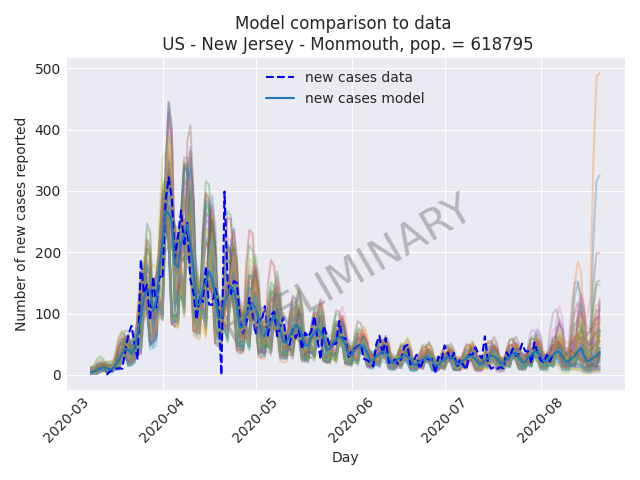 Model comparison to data
US - New Jersey - Monmouth, pop. = 618795
new cases data
new cases model
Number of new cases reported
500
400
300
200
100
0
PRELIMINARY
2020-03
2020-04
2020-05
2020-06
2020-07
2020-08
Day